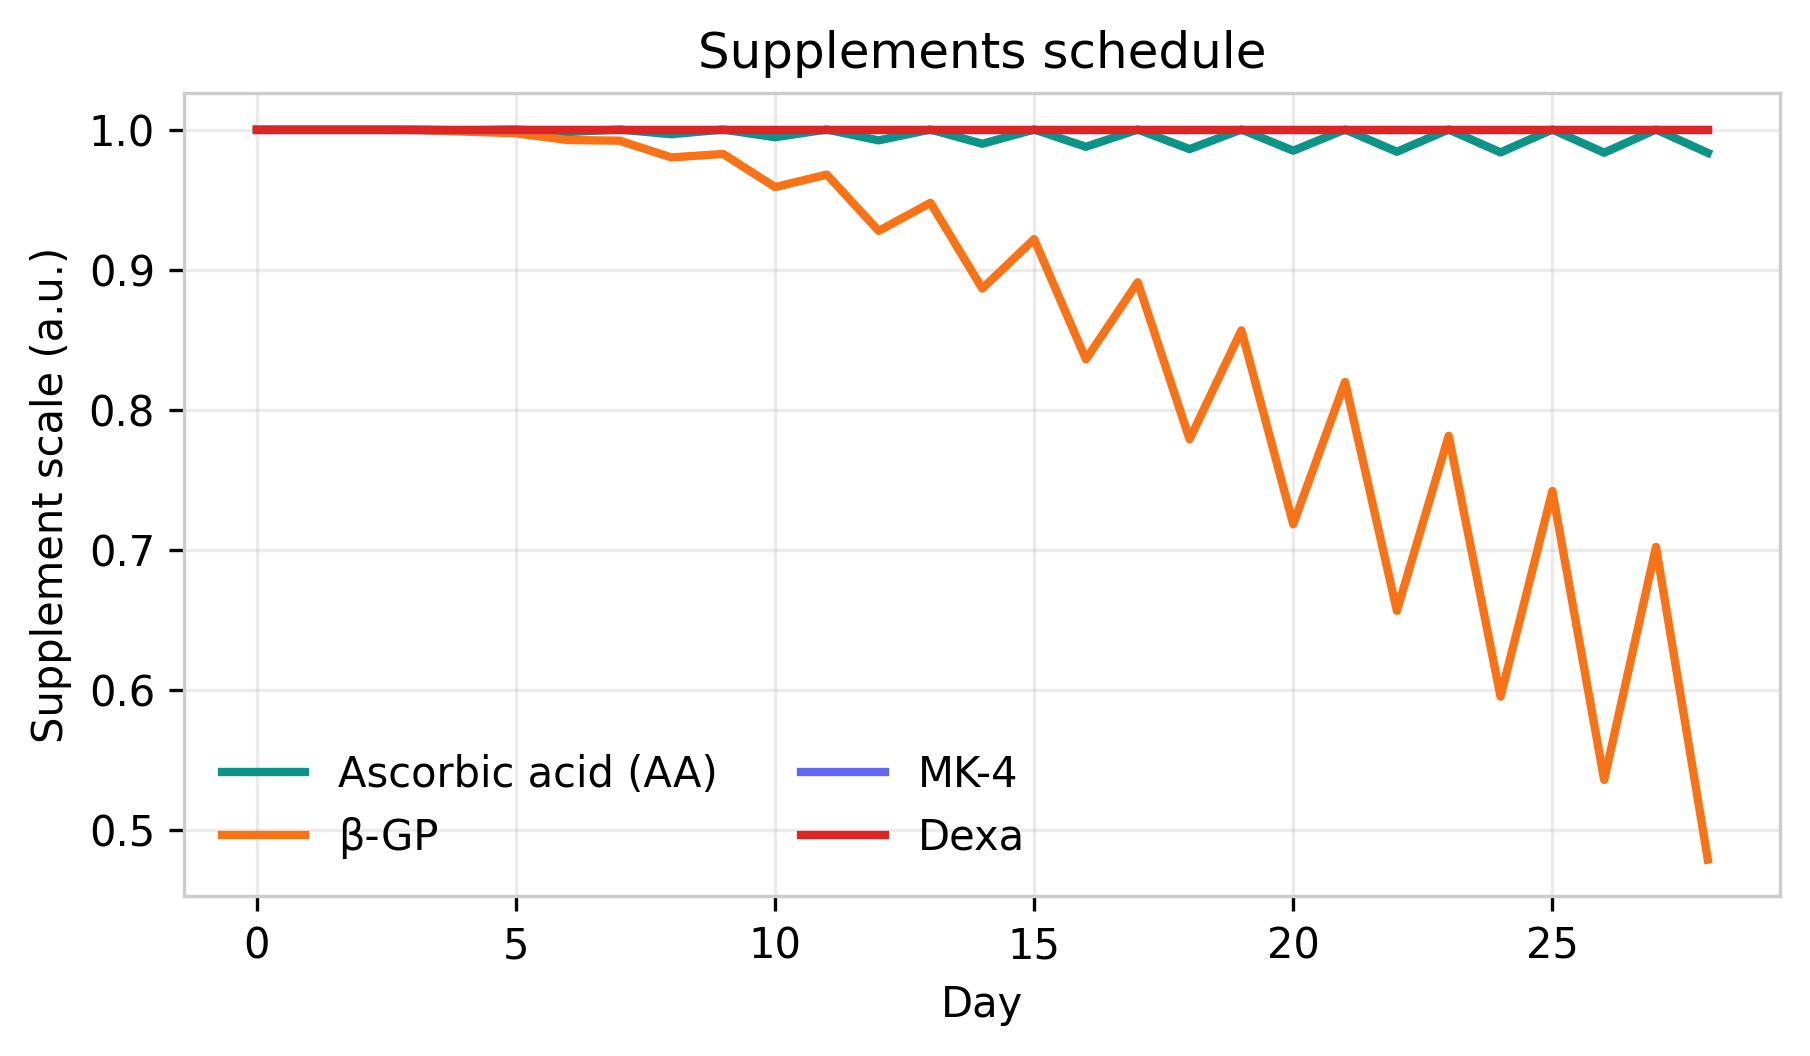 Supplements schedule
Supplement scale (a.u.)
1.0
0.9
0.8
0.7
0.6
0.5
Ascorbic acid (AA)
β-GP
MK-4
Dexa
0 5 10 15 20 25
Day